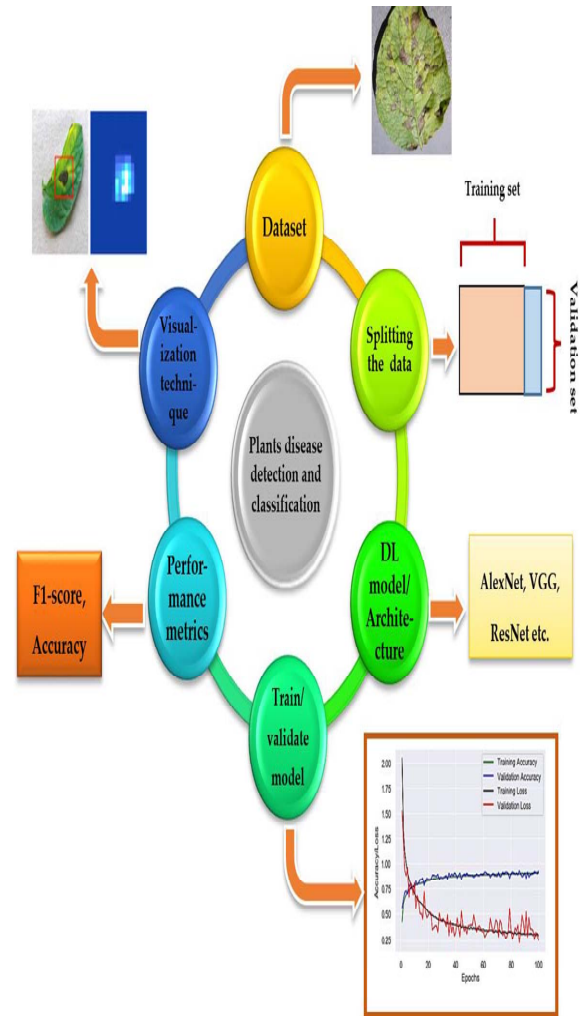 Dataset
Training set
Validation set
Splitting
the data
Visual-
ization
techni-
que
Plants disease
detection and
classification
DL
model/
Archite-
cture
AlexNet, VGG,
ResNet etc.
Perfor-
mance
metrics
F1-score,
Accuracy
Train/
validate
model
Training Accuracy
Validation Accuracy
Training Loss
Validation Loss
Accuracy/Loss
2.00
1.75
1.50
1.25
1.00
0.75
0.50
0.25
0 20 40 60 80 100
Epochs